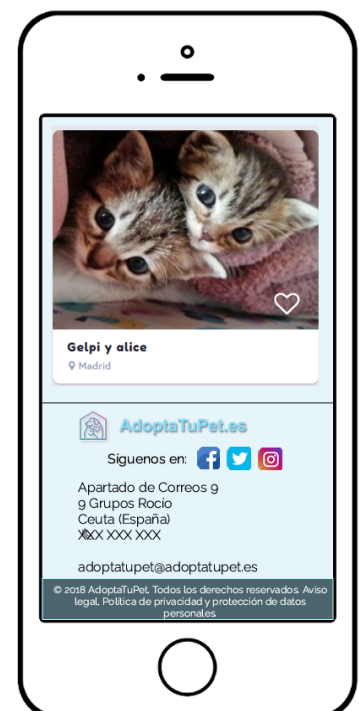 Gelpi y alice
Madrid
AdoptaTuPet.es
Síguenos en:
Apartado de Correos 9
9 Grupos Rocío
Ceuta (España)
XXX XXX XXX
adoptatupet@adoptatupet.es
© 2018 AdoptaTuPet. Todos los derechos reservados. Aviso
legal, Política de privacidad y protección de datos
personales.